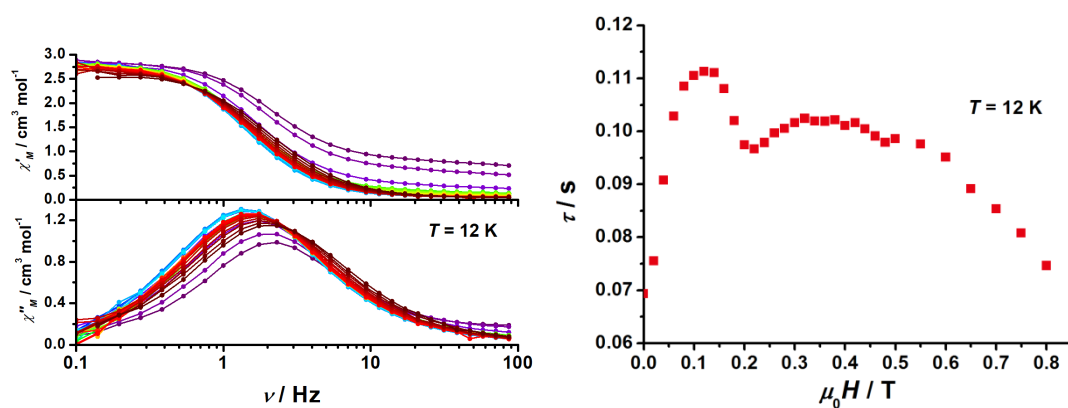 3.0
2.5
2.0
1.5
1.0
0.5
0.0
χ'M / cm³ mol⁻¹
1.2
0.8
0.4
0.0
χ''M / cm³ mol⁻¹
T = 12 K
0.1 1 10 100
ν / Hz
0.12
0.11
0.10
0.09
0.08
0.07
0.06
τ / s
T = 12 K
0.0 0.1 0.2 0.3 0.4 0.5 0.6 0.7 0.8
μ₀H / T